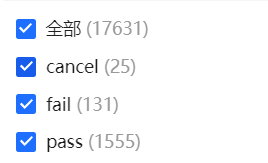 全部 (17631)
cancel (25)
fail (131)
pass (1555)